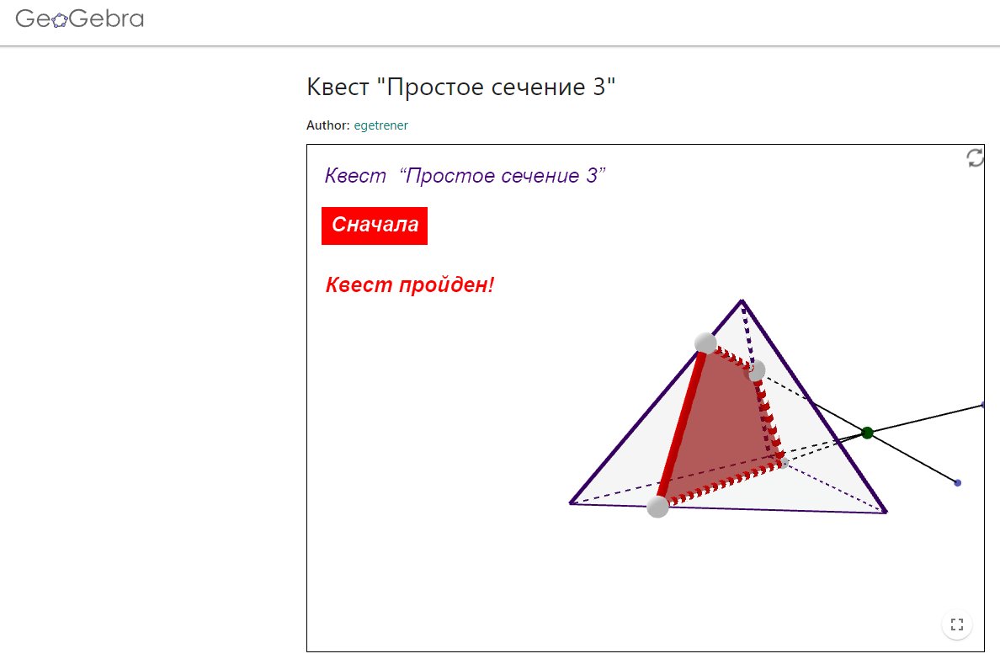 GeoGebra
Квест "Простое сечение 3"
Author: egetrener
Квест “Простое сечение 3”
Сначала
Квест пройден!